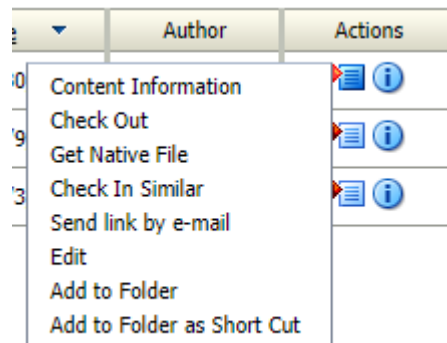 Author Actions
Content Information
Check Out
Get Native File
Check In Similar
Send link by e-mail
Edit
Add to Folder
Add to Folder as Short Cut